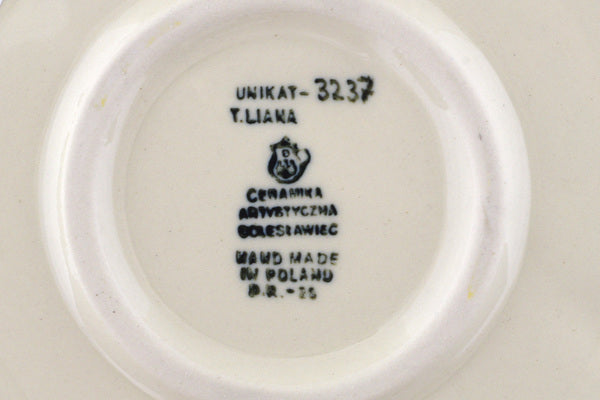 UNIKAT-3237
T.LIANA
CERAMIKA
ARTYSTYCZNA
BOLESŁAWIEC
HAND MADE
IN POLAND